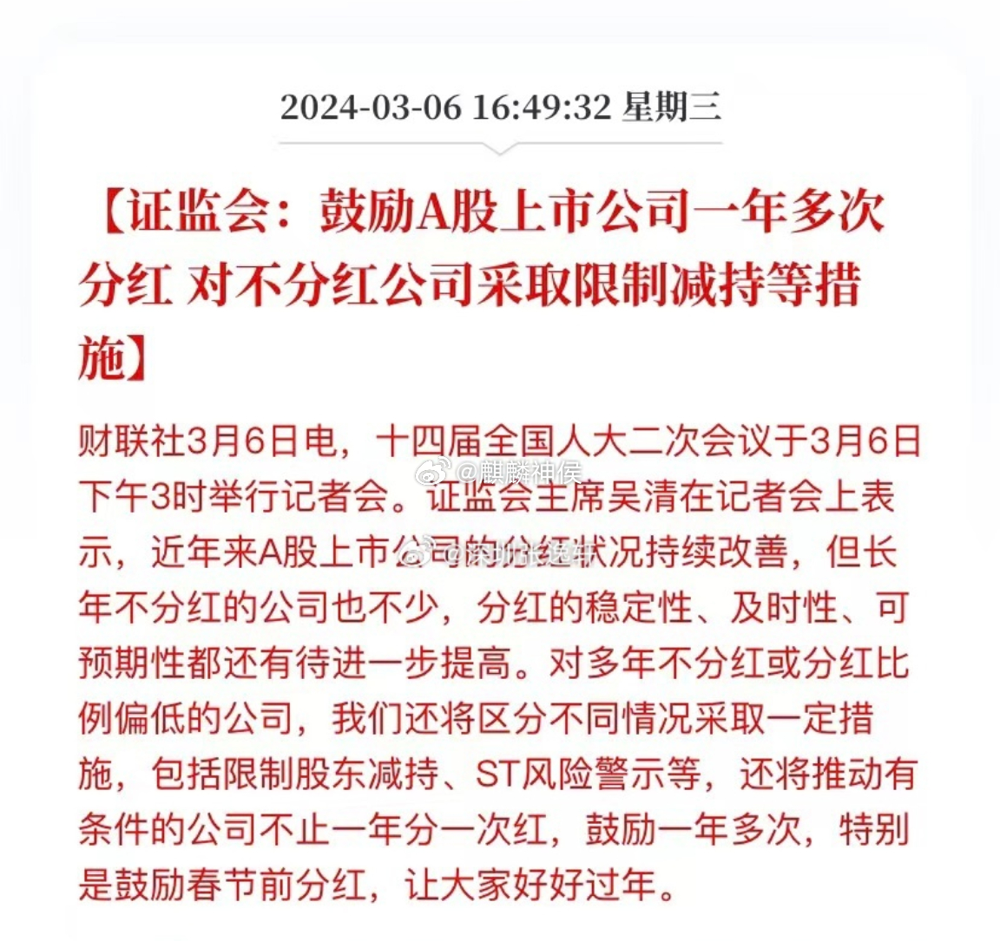 2024-03-06 16:49:32 星期三
【证监会：鼓励A股上市公司一年多次
分红 对不分红公司采取限制减持等措
施】
财联社3月6日电，十四届全国人大二次会议于3月6日
@麒麟神侯
下午3时举行记者会。证监会主席吴清在记者会上表
示，近年来A股上市公司的分红状况持续改善，但长
@深圳张逸轩
年不分红的公司也不少，分红的稳定性、及时性、可
预期性都还有待进一步提高。对多年不分红或分红比
例偏低的公司，我们还将区分不同情况采取一定措
施，包括限制股东减持、ST风险警示等，还将推动有
条件的公司不止一年分一次红，鼓励一年多次，特别
是鼓励春节前分红，让大家好好过年。